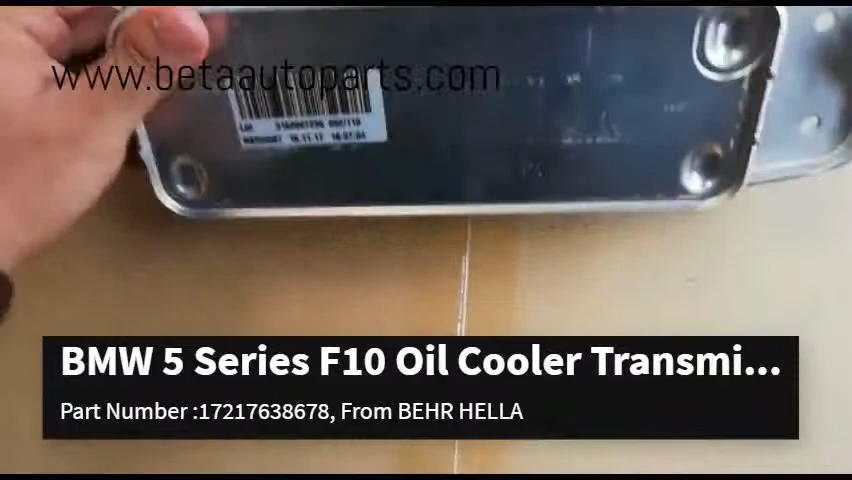 www.betaautoparts.com
BMW 5 Series F10 Oil Cooler Transmi...
Part Number :17217638678, From BEHR HELLA